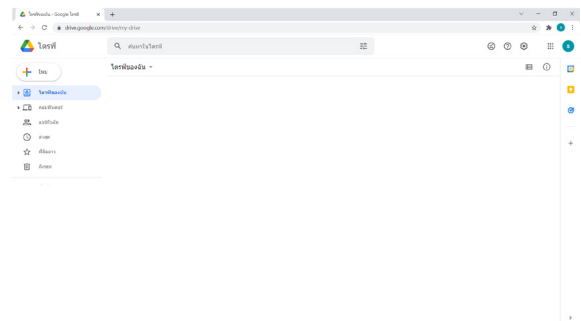 ไดรฟ์ของฉัน - Google ไดรฟ์
drive.google.com/drive/my-drive
ไดรฟ์
ค้นหาในไดรฟ์
ใหม่
ไดรฟ์ของฉัน
ไดรฟ์ของฉัน
คอมพิวเตอร์
แชร์กับฉัน
ล่าสุด
ที่ติดดาว
ถังขยะ